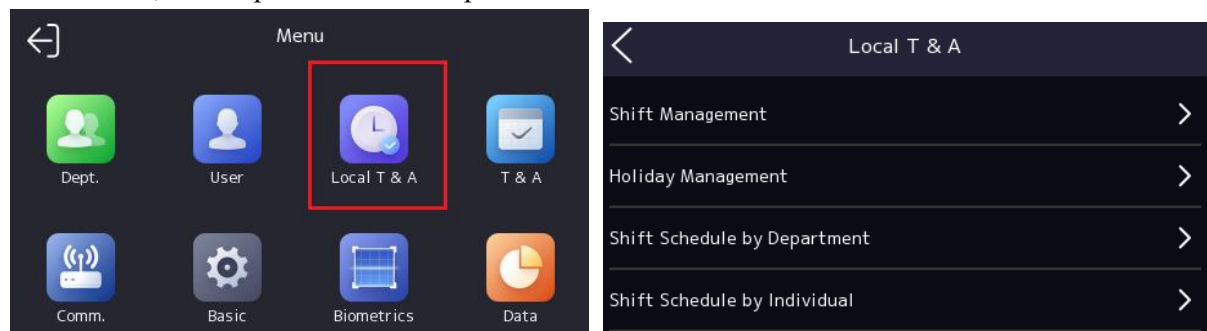 Menu
Dept.
User
Local T & A
T & A
Comm.
Basic
Biometrics
Data
Local T & A
Shift Management
Holiday Management
Shift Schedule by Department
Shift Schedule by Individual